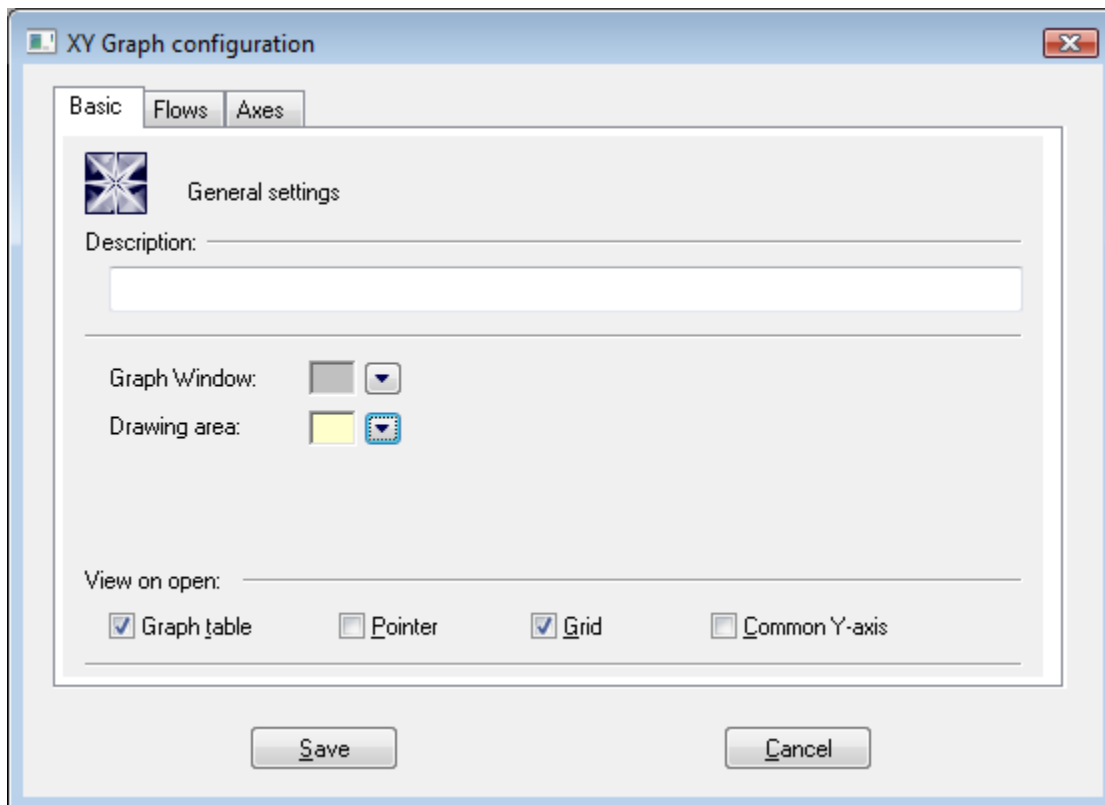 XY Graph configuration
Basic Flows Axes
General settings
Description:
Graph Window:
Drawing area:
View on open:
Graph table Pointer Grid Common Y-axis
Save Cancel